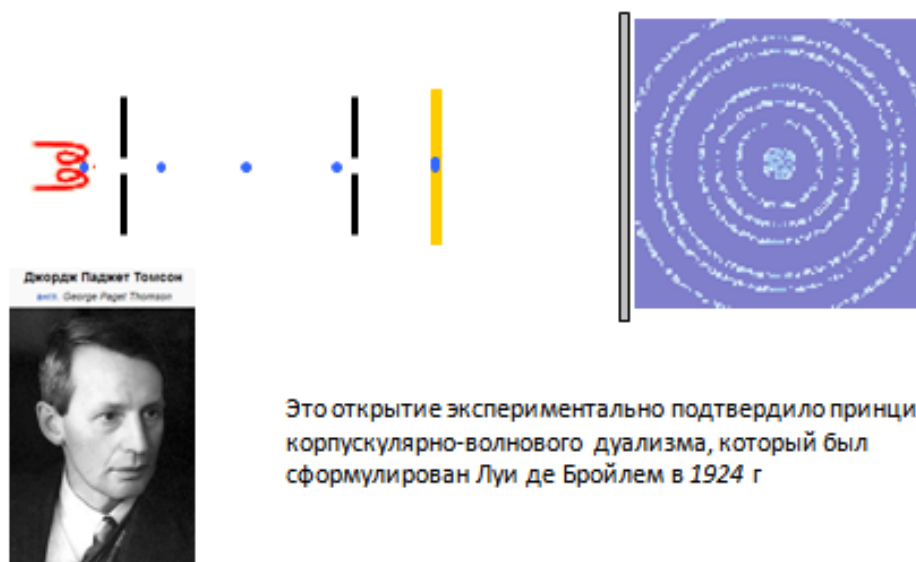 Джордж Паджет Томсон
англ. George Paget Thomson
Это открытие экспериментально подтвердило принци
корпускулярно-волнового дуализма, который был
сформулирован Луи де Бройлем в 1924 г